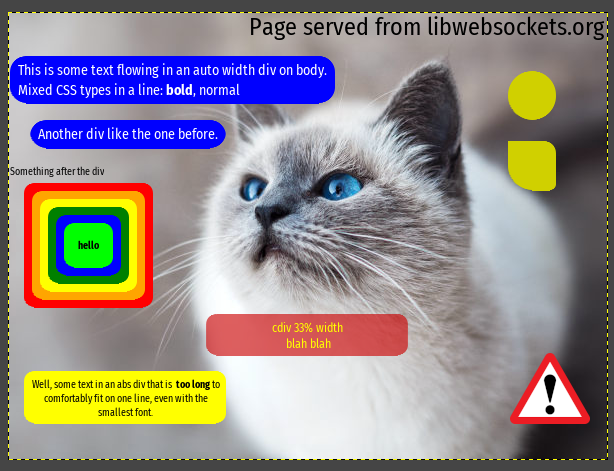 Page served from libwebsockets.org
This is some text flowing in an auto width div on body.
Mixed CSS types in a line: bold, normal
Another div like the one before.
Something after the div
hello
cdiv 33% width
blah blah
Well, some text in an abs div that is too long to
comfortably fit on one line, even with the
smallest font.
!